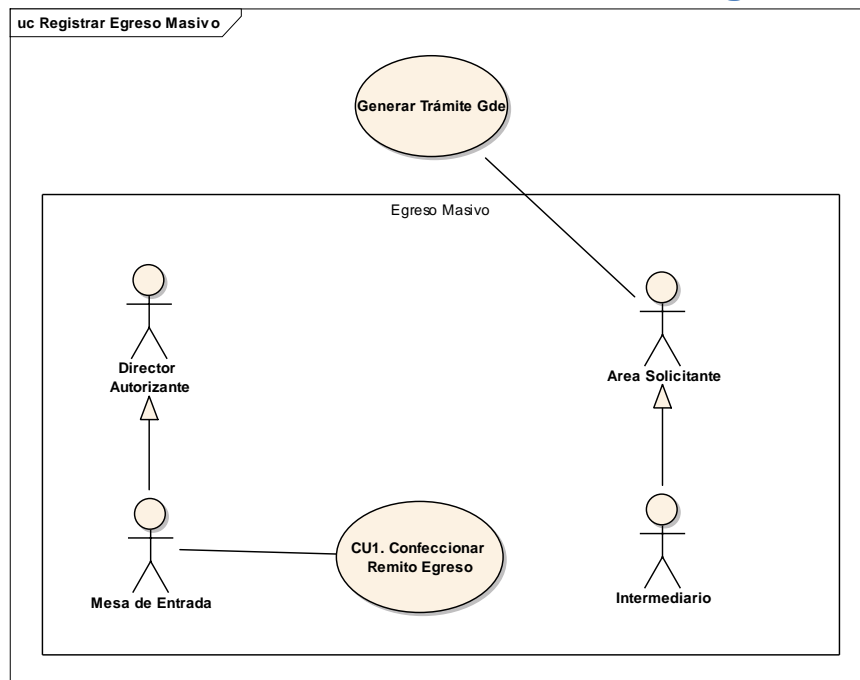 uc Registrar Egreso Masivo
Generar Trámite Gde
Egreso Masivo
Director
Autorizante
Area Solicitante
Mesa de Entrada
CU1. Confeccionar
Remito Egreso
Intermediario